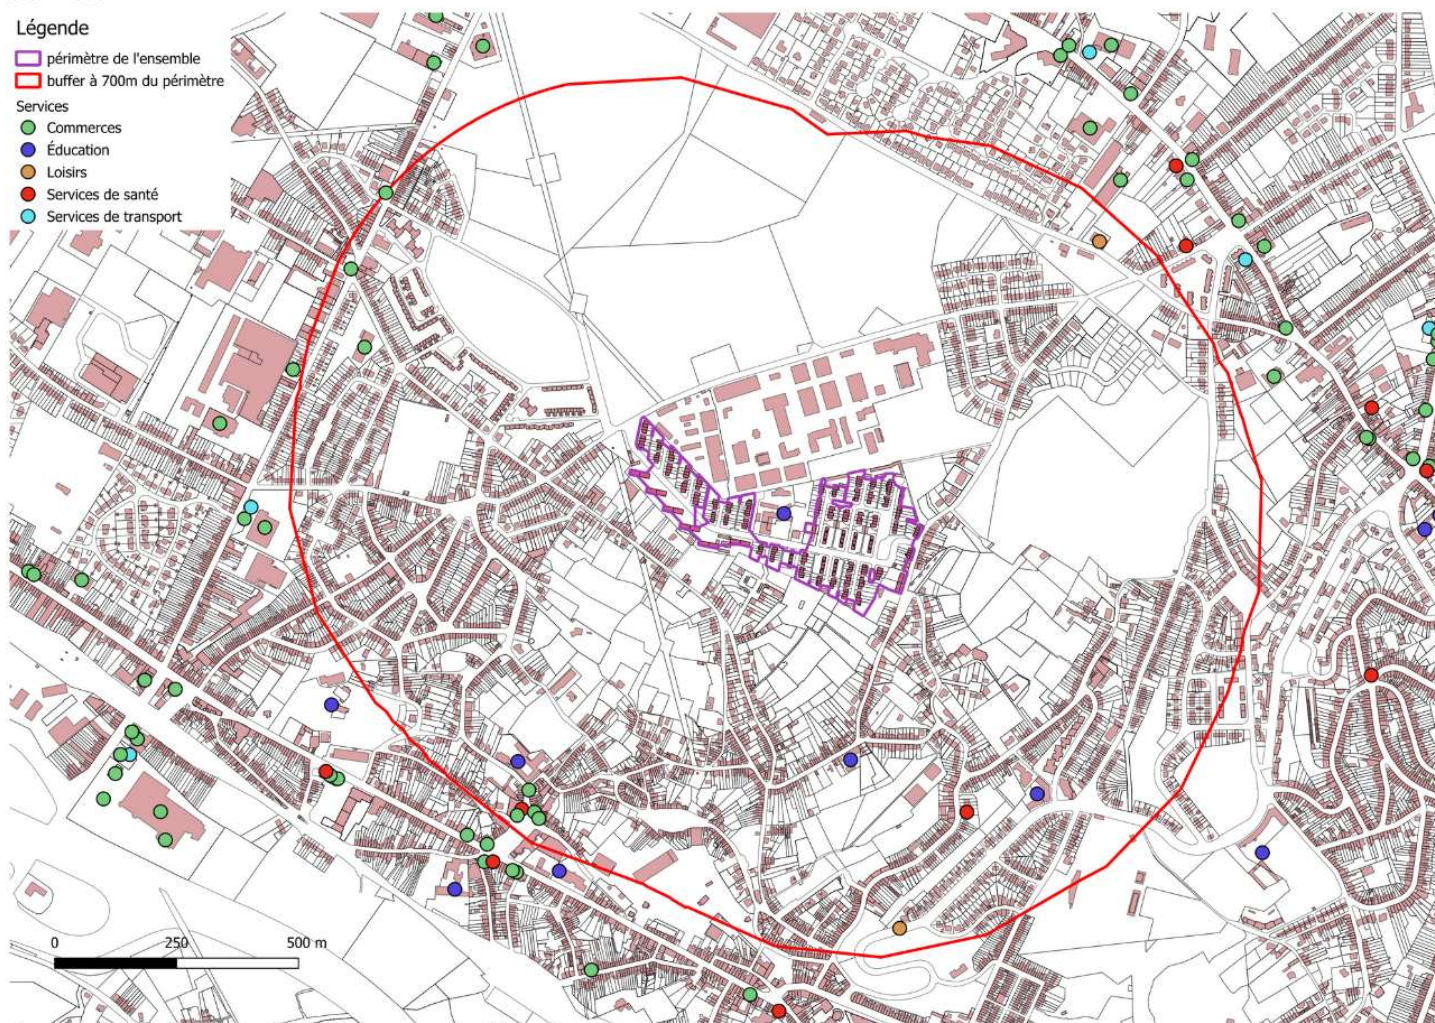 Légende
périmètre de l'ensemble
buffer à 700m du périmètre
Services
Commerces
Éducation
Loisirs
Services de santé
Services de transport
0 250 500 m